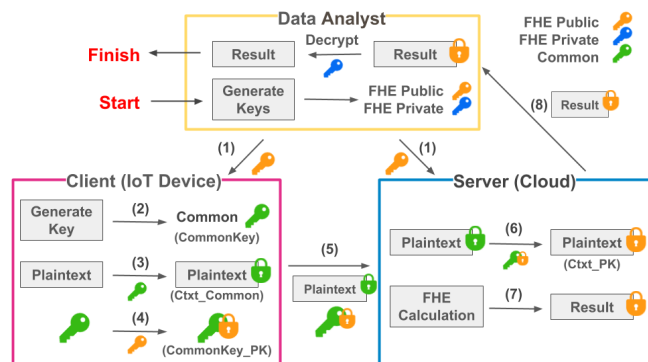 Data Analyst
FHE Public
FHE Private
Common
Finish
Result
Decrypt
Result
Start
Generate
Keys
FHE Public
FHE Private
(8)
Result
(1)
(1)
Client (IoT Device)
Server (Cloud)
Generate
Key
(2)
Common
(CommonKey)
Plaintext
(3)
Plaintext
(Ctxt_Common)
(4)
(CommonKey_PK)
(5)
Plaintext
Plaintext
(6)
Plaintext
(Ctxt_PK)
FHE
Calculation
(7)
Result